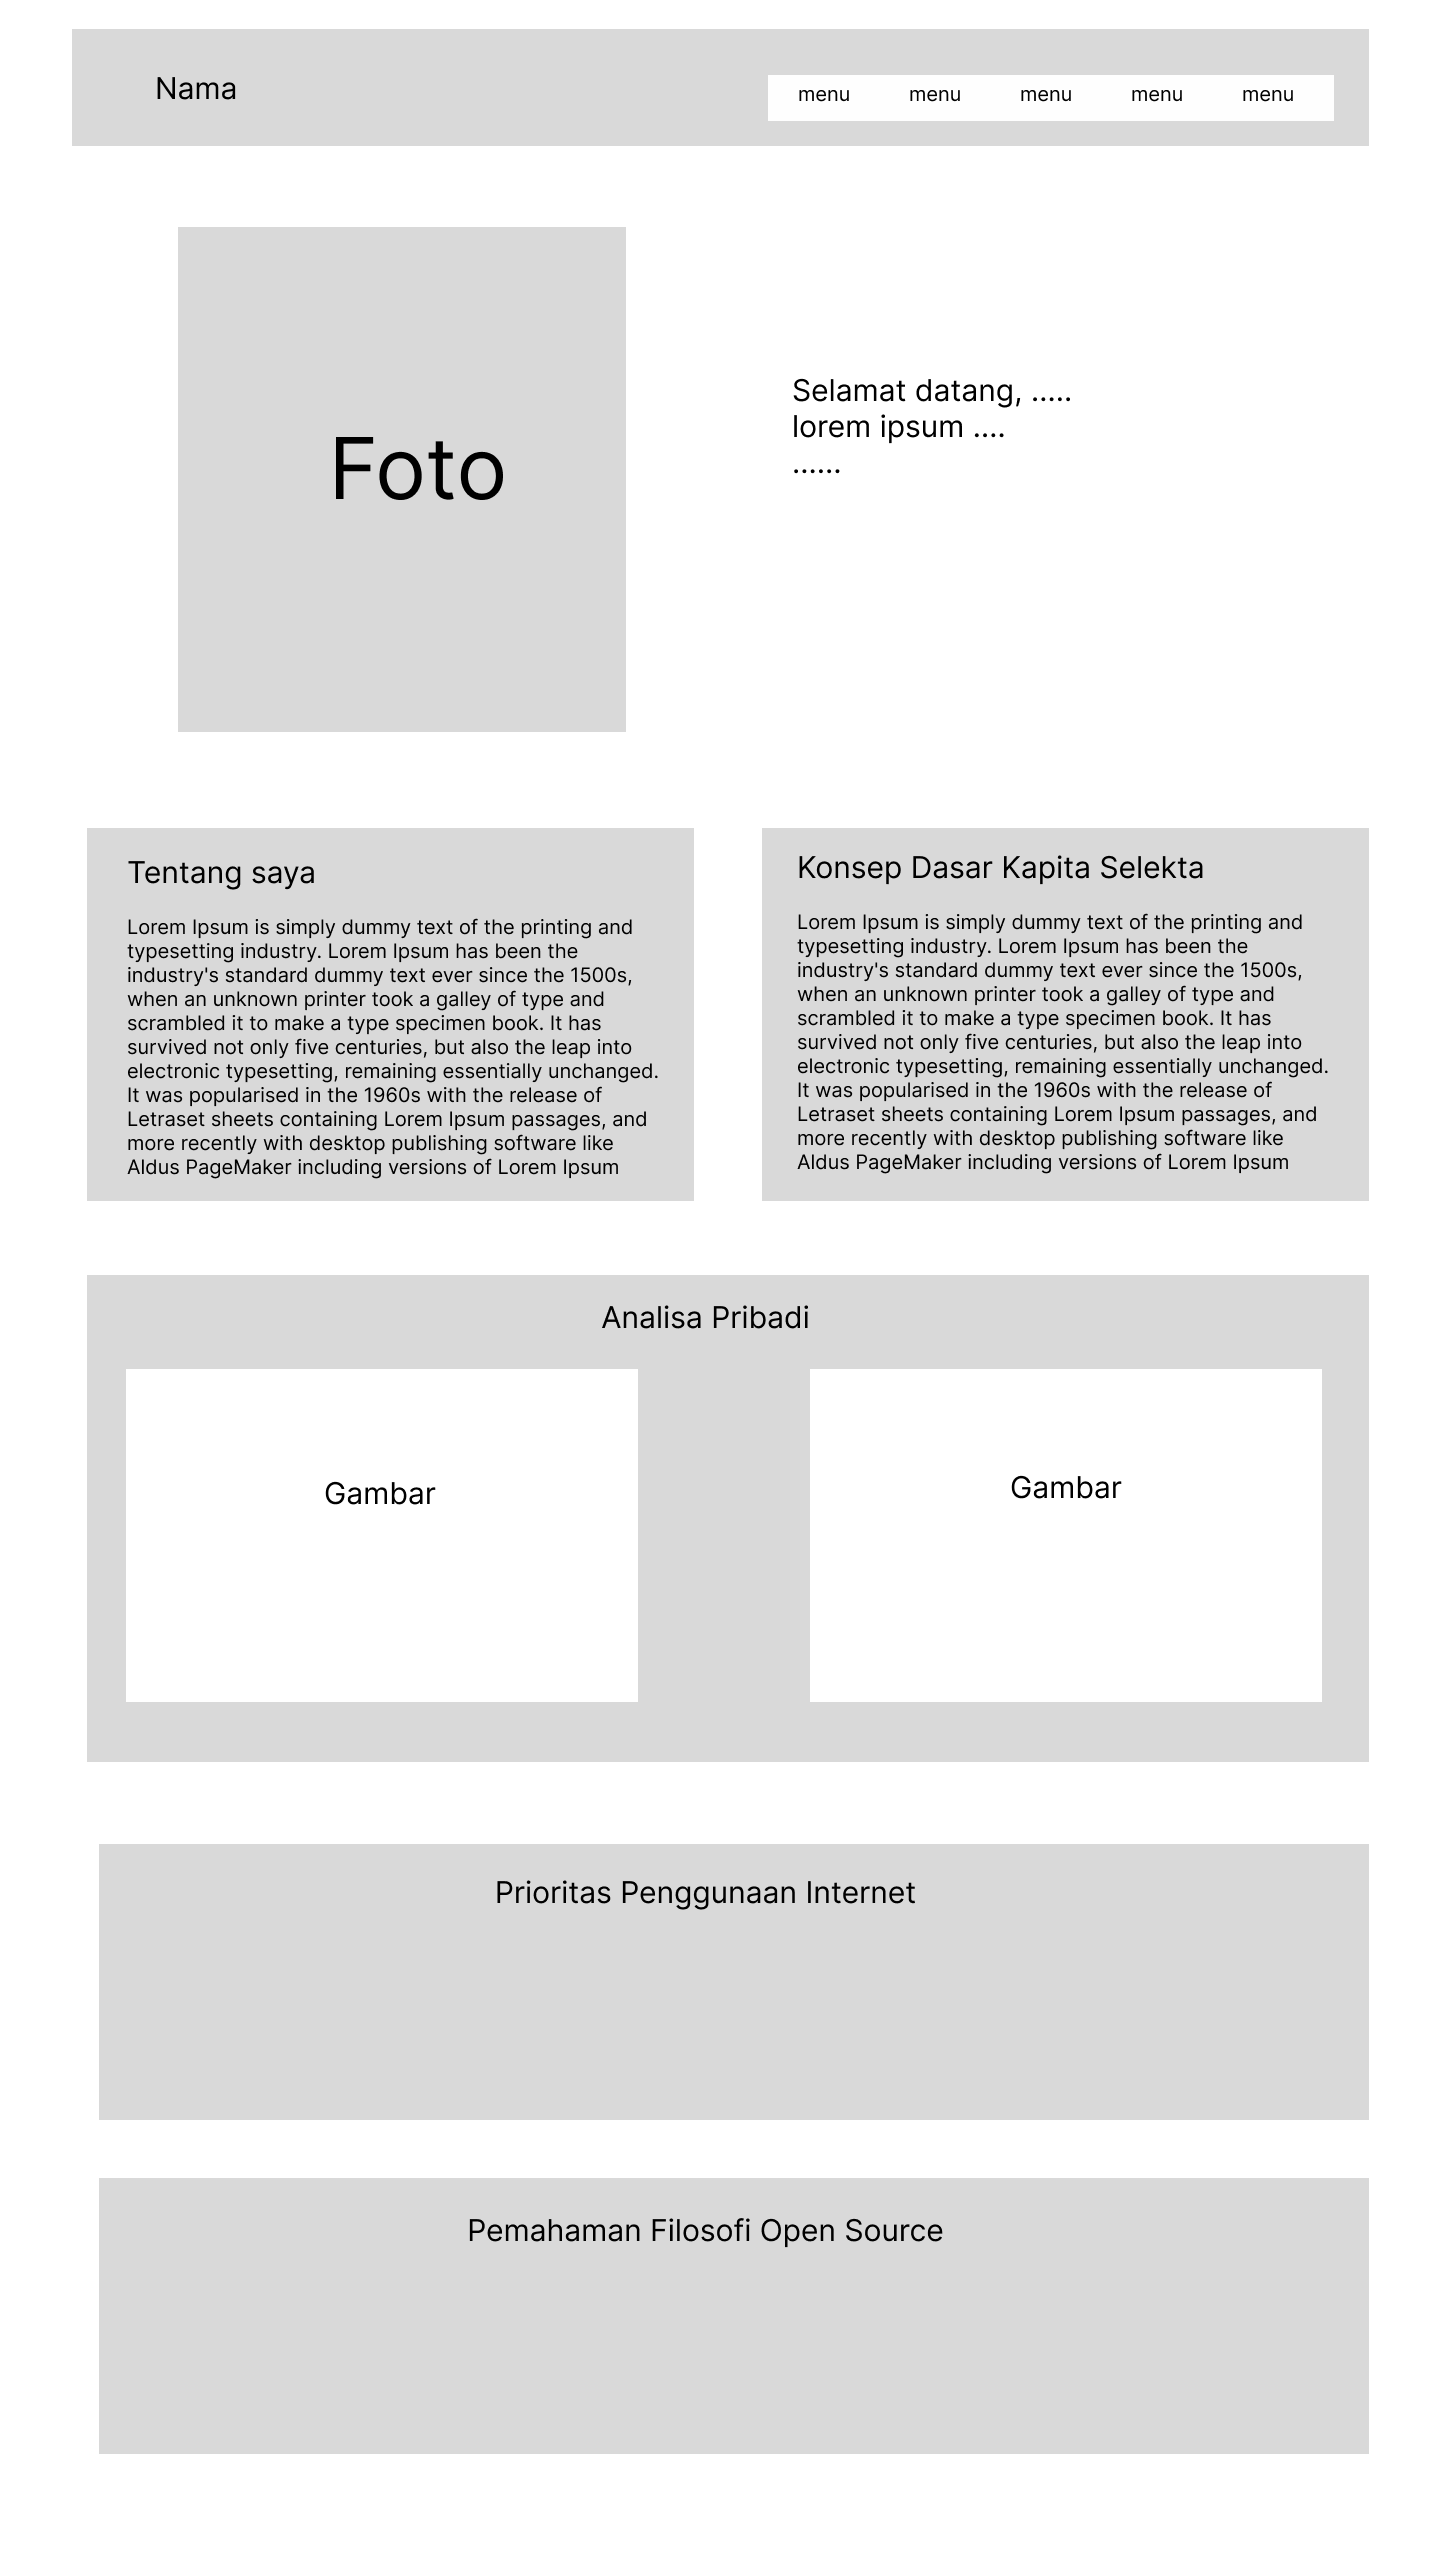 Nama
menu menu menu menu menu
Foto
Selamat datang, .....
lorem ipsum ....
......
Tentang saya
Lorem Ipsum is simply dummy text of the printing and
typesetting industry. Lorem Ipsum has been the
industry's standard dummy text ever since the 1500s,
when an unknown printer took a galley of type and
scrambled it to make a type specimen book. It has
survived not only five centuries, but also the leap into
electronic typesetting, remaining essentially unchanged.
It was popularised in the 1960s with the release of
Letraset sheets containing Lorem Ipsum passages, and
more recently with desktop publishing software like
Aldus PageMaker including versions of Lorem Ipsum
Konsep Dasar Kapita Selekta
Lorem Ipsum is simply dummy text of the printing and
typesetting industry. Lorem Ipsum has been the
industry's standard dummy text ever since the 1500s,
when an unknown printer took a galley of type and
scrambled it to make a type specimen book. It has
survived not only five centuries, but also the leap into
electronic typesetting, remaining essentially unchanged.
It was popularised in the 1960s with the release of
Letraset sheets containing Lorem Ipsum passages, and
more recently with desktop publishing software like
Aldus PageMaker including versions of Lorem Ipsum
Analisa Pribadi
Gambar
Gambar
Prioritas Penggunaan Internet
Pemahaman Filosofi Open Source